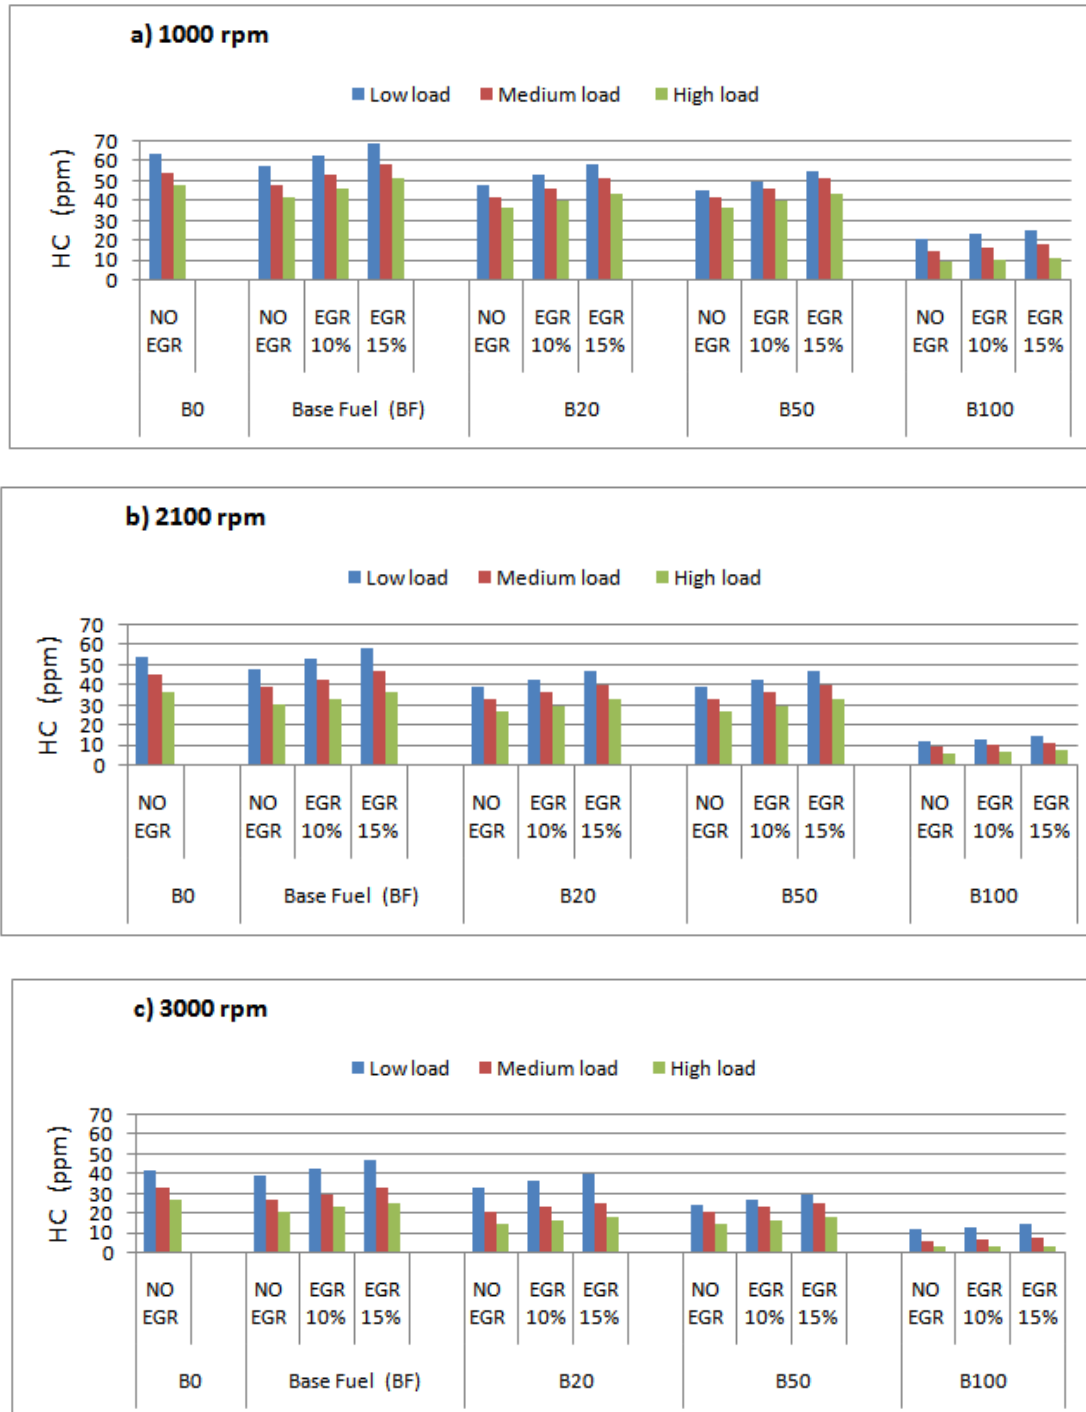 a) 1000 rpm
Low load Medium load High load
HC (ppm)
70
60
50
40
30
20
10
0
NO EGR EGR NO EGR EGR NO EGR EGR NO EGR EGR NO
EGR 10% 15% EGR 10% 15% EGR 10% 15% EGR 10% 15% EGR
B0 Base Fuel (BF) B20 B50 B100
b) 2100 rpm
Low load Medium load High load
HC (ppm)
70
60
50
40
30
20
10
0
NO NO EGR EGR NO EGR EGR NO EGR EGR NO EGR EGR
EGR EGR 10% 15% EGR 10% 15% EGR 10% 15% EGR 10% 15%
B0 Base Fuel (BF) B20 B50 B100
c) 3000 rpm
Low load Medium load High load
HC (ppm)
70
60
50
40
30
20
10
0
NO NO EGR EGR NO EGR EGR NO EGR EGR NO EGR EGR
EGR EGR 10% 15% EGR 10% 15% EGR 10% 15% EGR 10% 15%
B0 Base Fuel (BF) B20 B50 B100